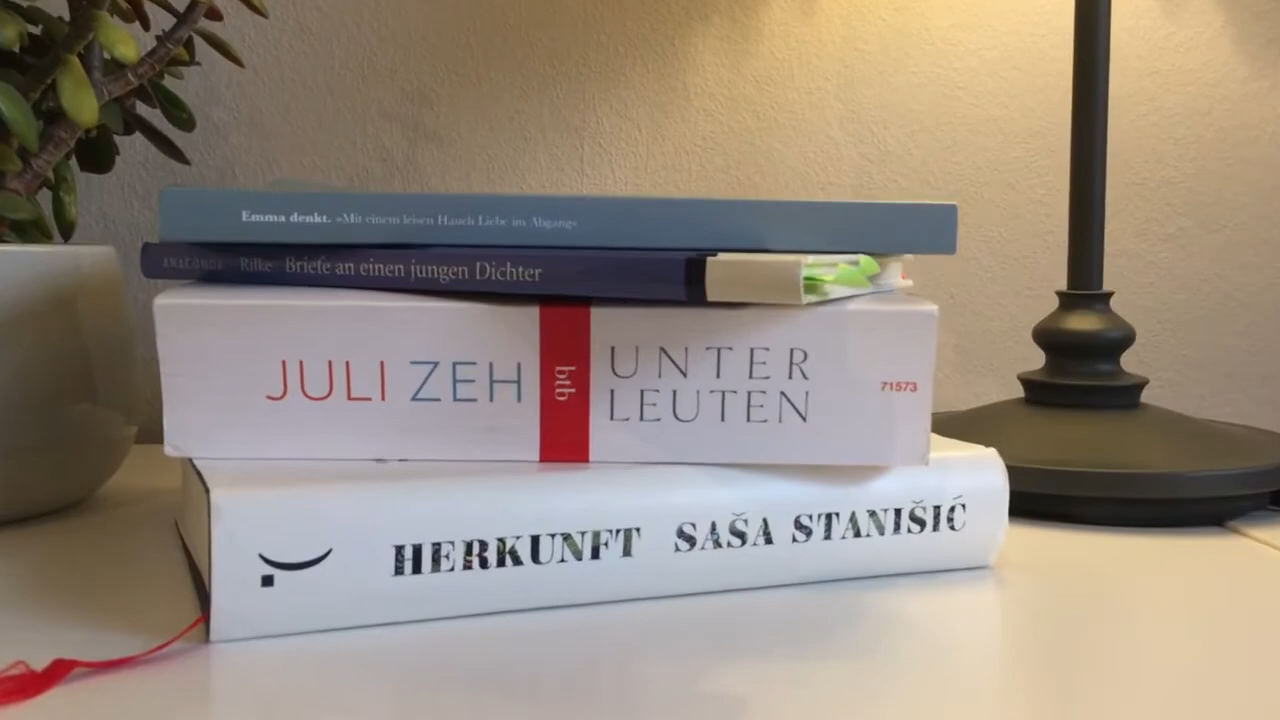 Emma denkt. »Mit einem leisen Hauch Liebe im Abgang«
ANACONDA Rilke Briefe an einen jungen Dichter
JULI ZEH
btb
UNTER
LEUTEN
71573
HERKUNFT SAŠA STANIŠIĆ